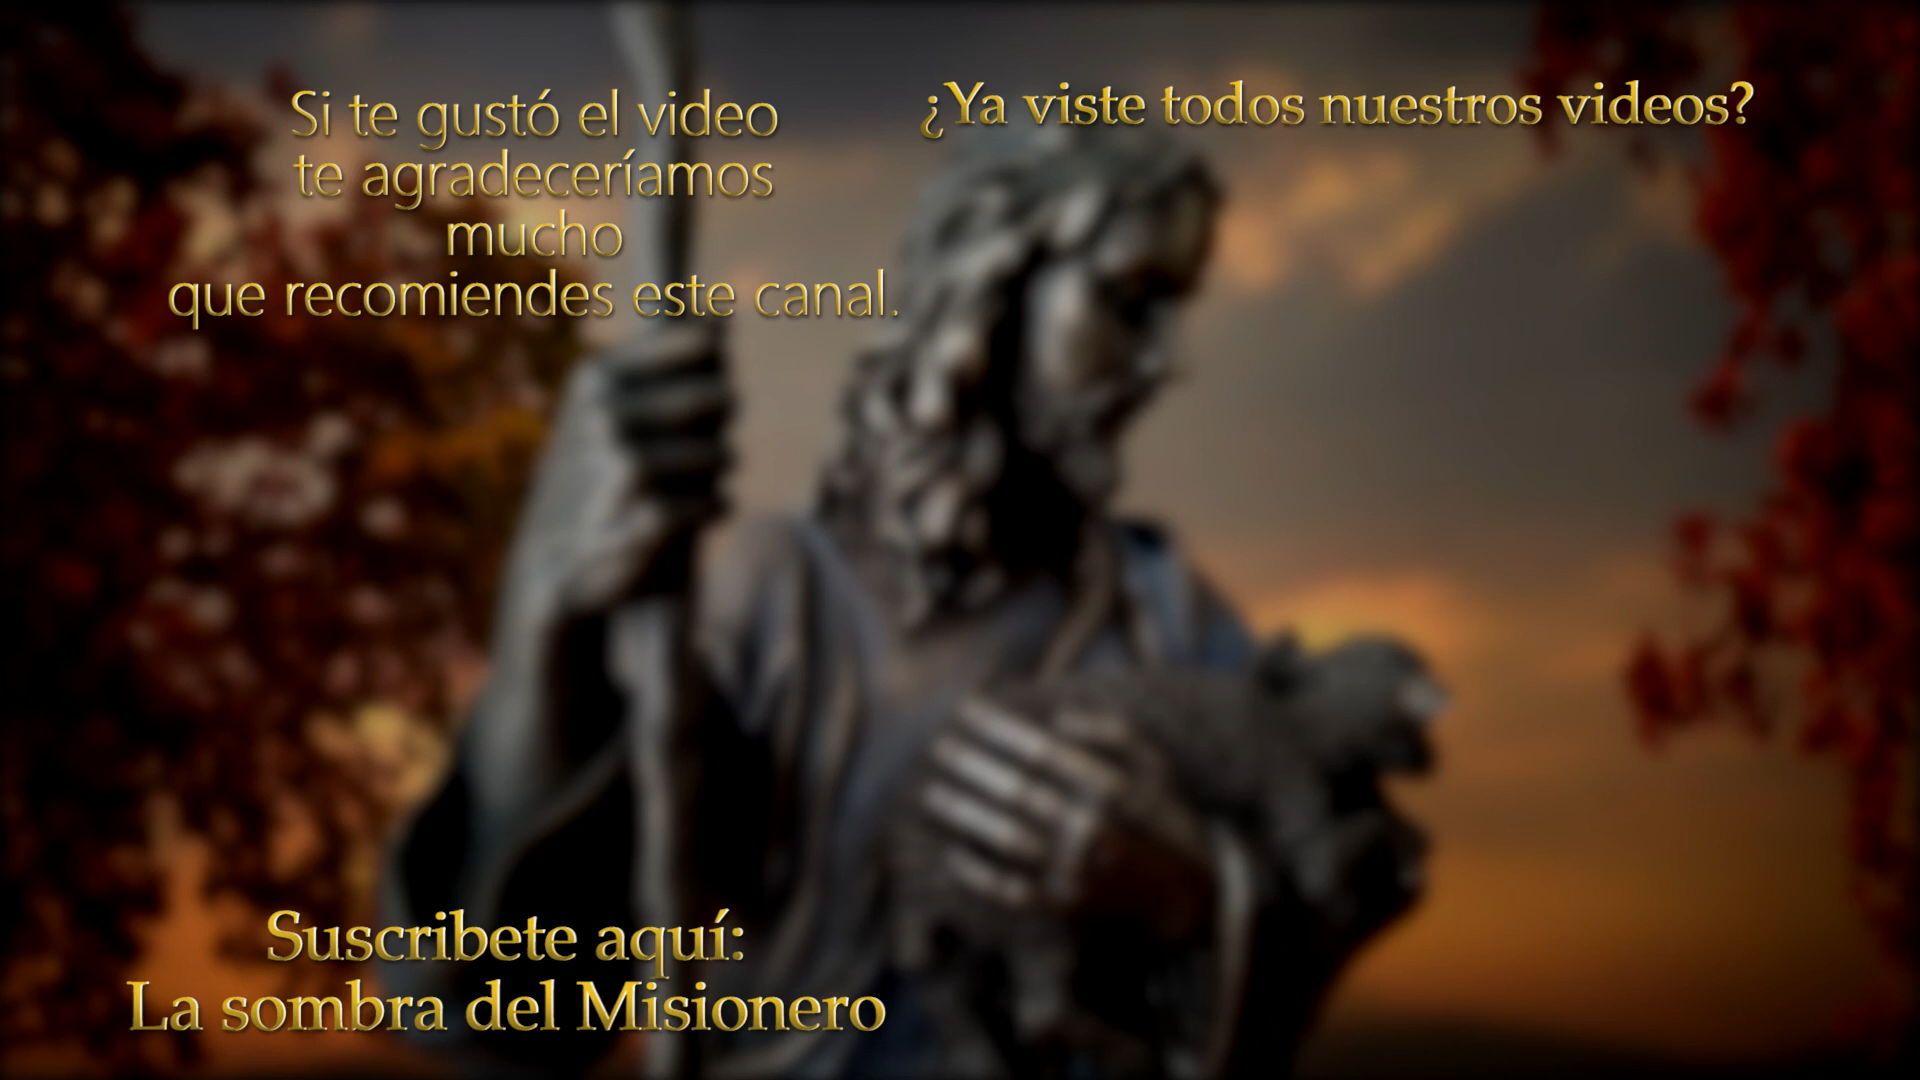 Si te gustó el video
te agradeceríamos
mucho
que recomiendes este canal.
¿Ya viste todos nuestros videos?
Suscribete aquí:
La sombra del Misionero